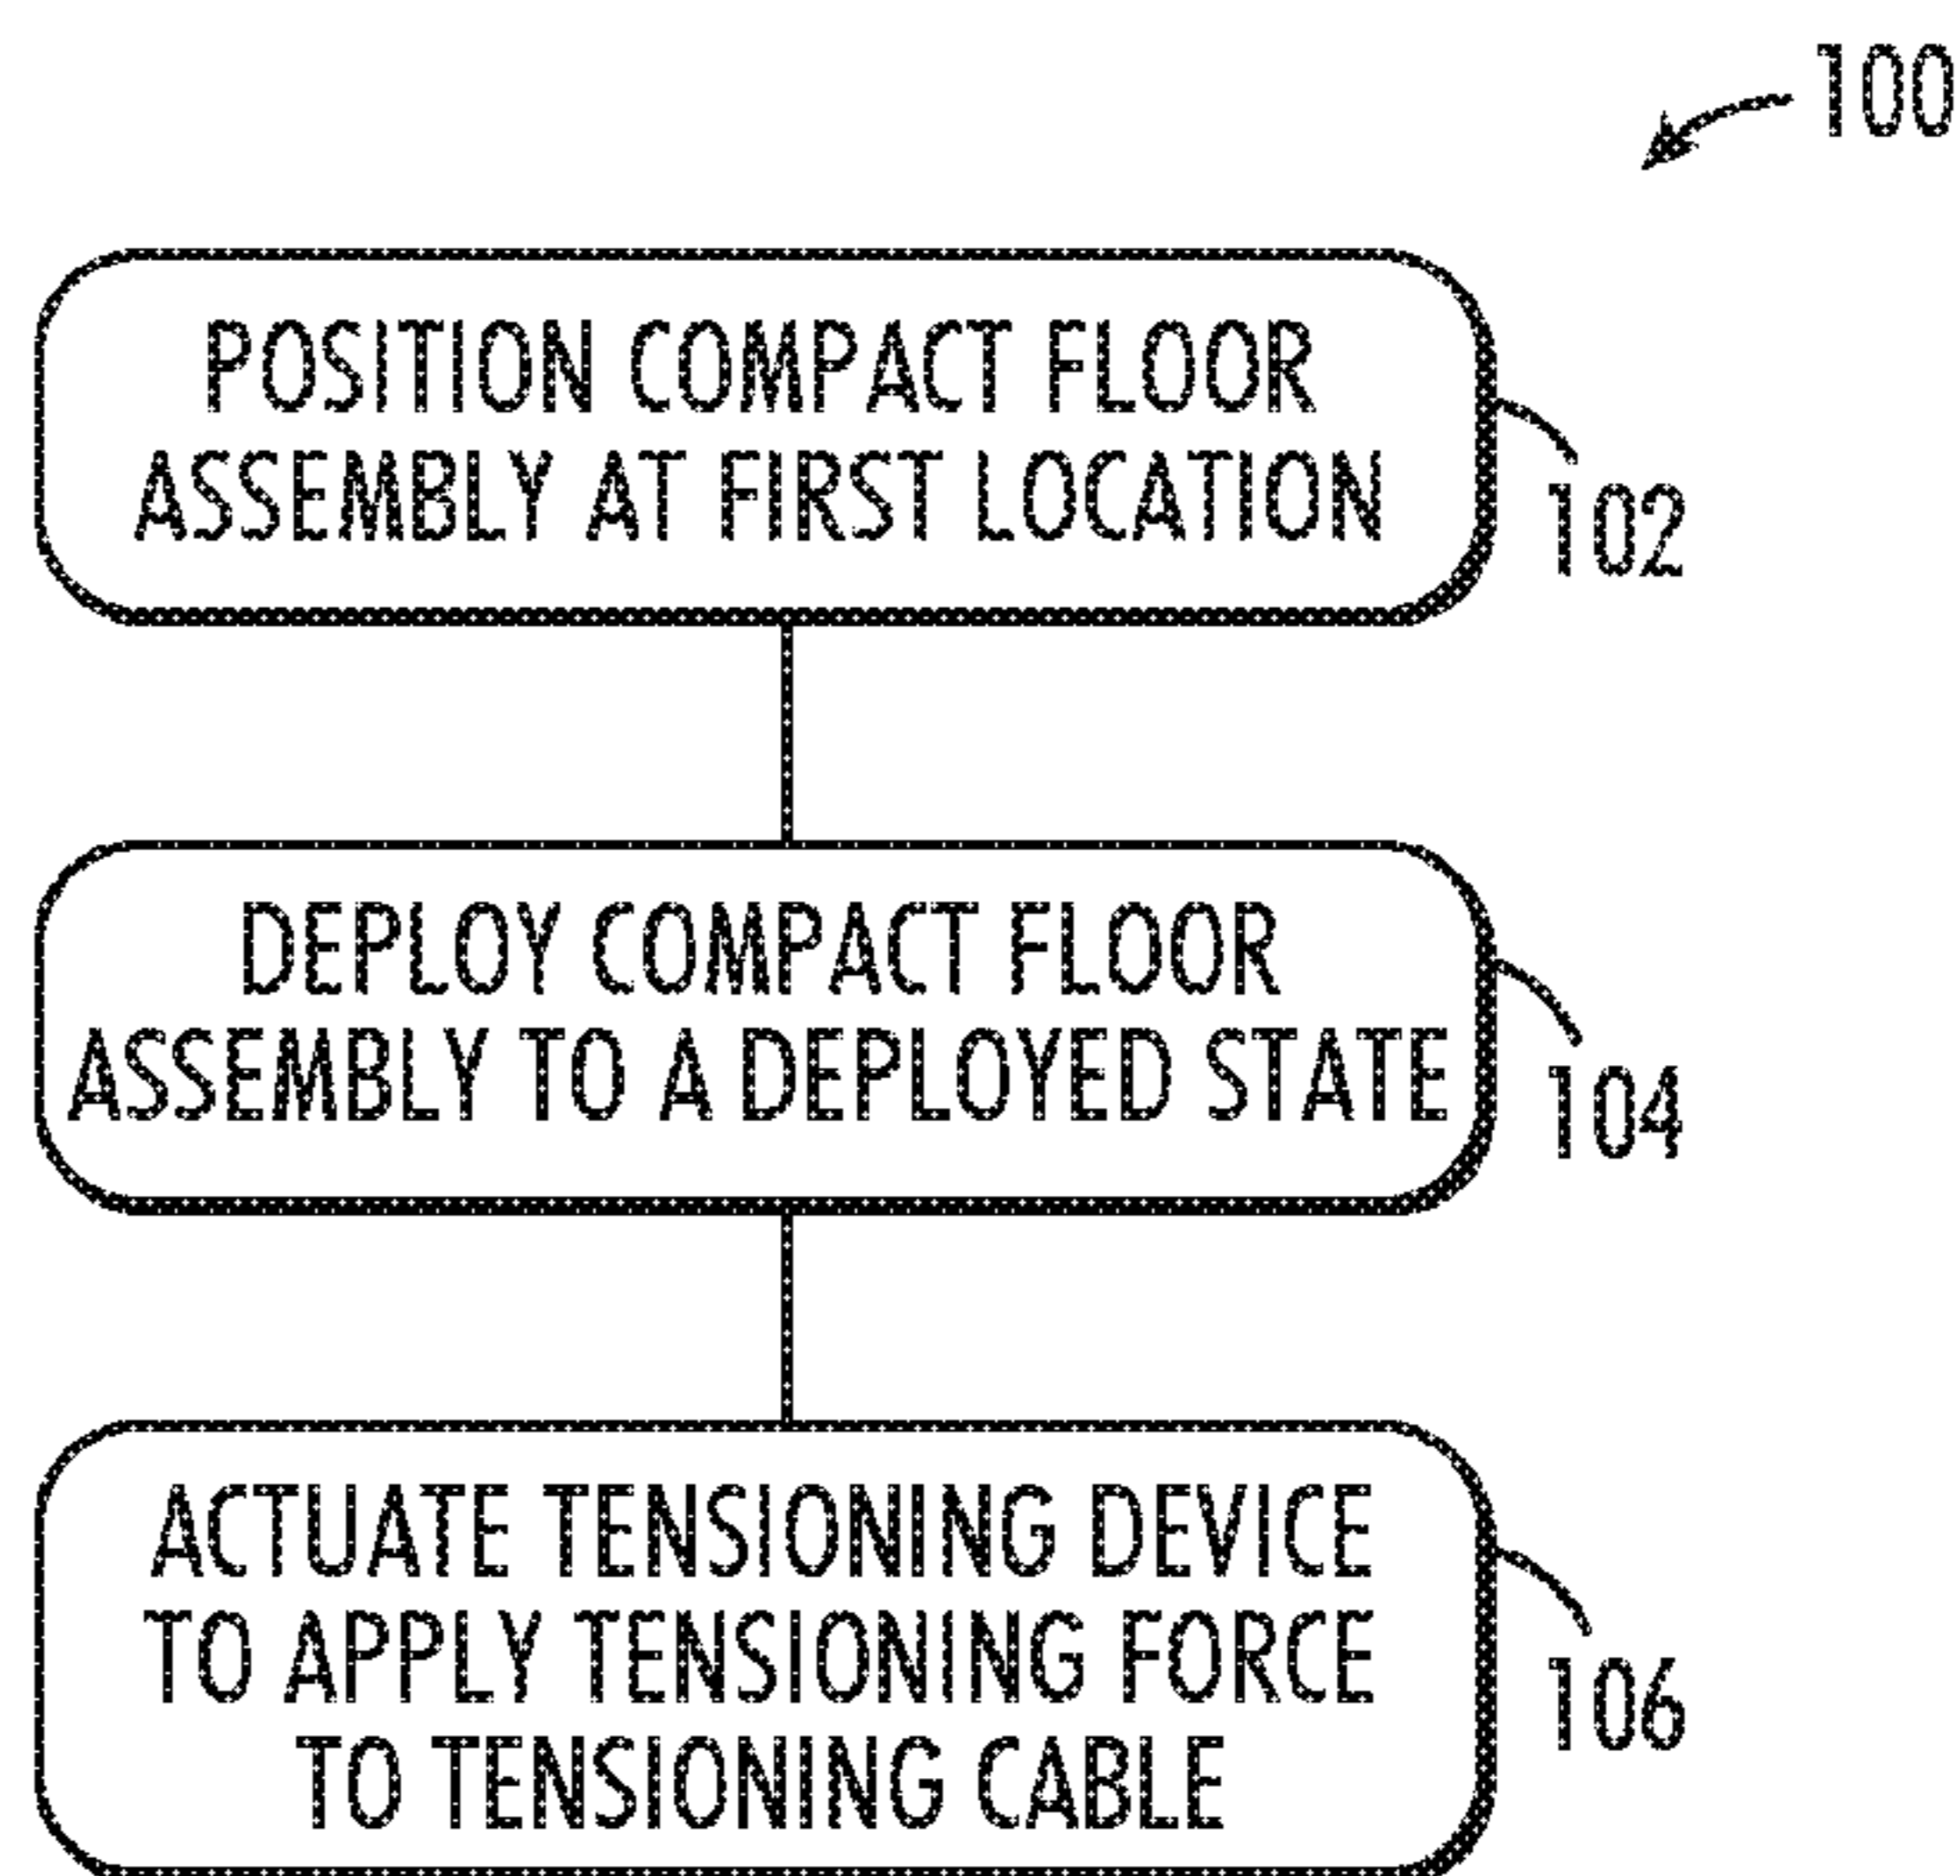 100
POSITION COMPACT FLOOR
ASSEMBLY AT FIRST LOCATION
102
DEPLOY COMPACT FLOOR
ASSEMBLY TO A DEPLOYED STATE
104
ACTUATE TENSIONING DEVICE
TO APPLY TENSIONING FORCE
TO TENSIONING CABLE
106